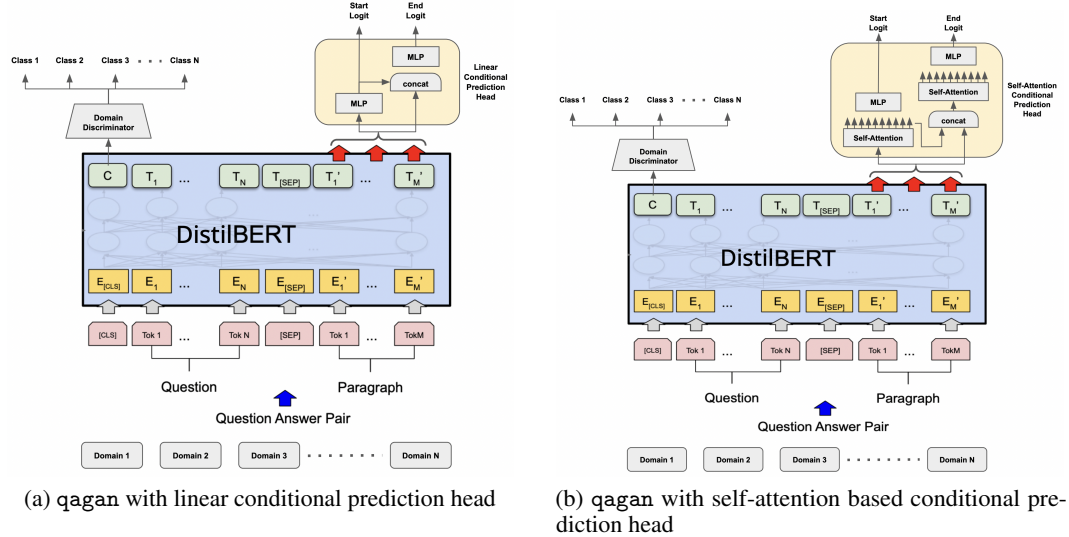 Start Logit
End Logit
MLP
Linear Conditional Prediction Head
concat
MLP
Class 1 Class 2 Class 3 Class N
Domain Discriminator
C T1 ... TN T[SEP] T1' ... TM'
...
...
DistilBERT
E[CLS] E1 ... EN E[SEP] E1' ... EM'
[CLS] Tok 1 ... Tok N [SEP] Tok 1 ... TokM
Question Paragraph
Question Answer Pair
Domain 1 Domain 2 Domain 3 Domain N
(a) qagan with linear conditional prediction head
Start Logit
End Logit
MLP
Self-Attention
Self-Attention Conditional Prediction Head
MLP
concat
Self-Attention
Class 1 Class 2 Class 3 Class N
Domain Discriminator
C T1 ... TN T[SEP] T1' ... TM'
...
...
DistilBERT
E[CLS] E1 ... EN E[SEP] E1' ... EM'
[CLS] Tok 1 ... Tok N [SEP] Tok 1 ... TokM
Question Paragraph
Question Answer Pair
Domain 1 Domain 2 Domain 3 Domain N
(b) qagan with self-attention based conditional pre-
diction head